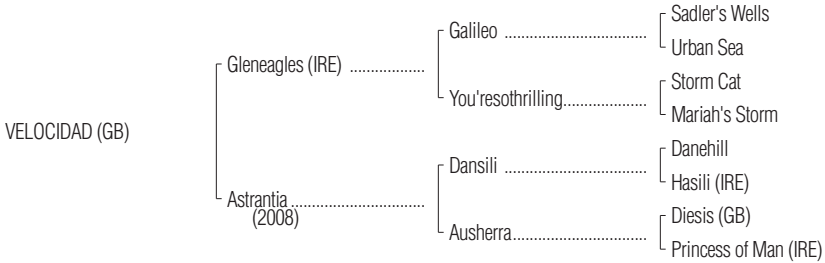 Sadler's Wells
Galileo ..................................
Urban Sea
Gleneagles (IRE) ..................
Storm Cat
You'resothrilling....................
Mariah's Storm
VELOCIDAD (GB)
Danehill
Dansili ..................................
Hasili (IRE)
Astrantia ................................
(2008)
Diesis (GB)
Ausherra................................
Princess of Man (IRE)